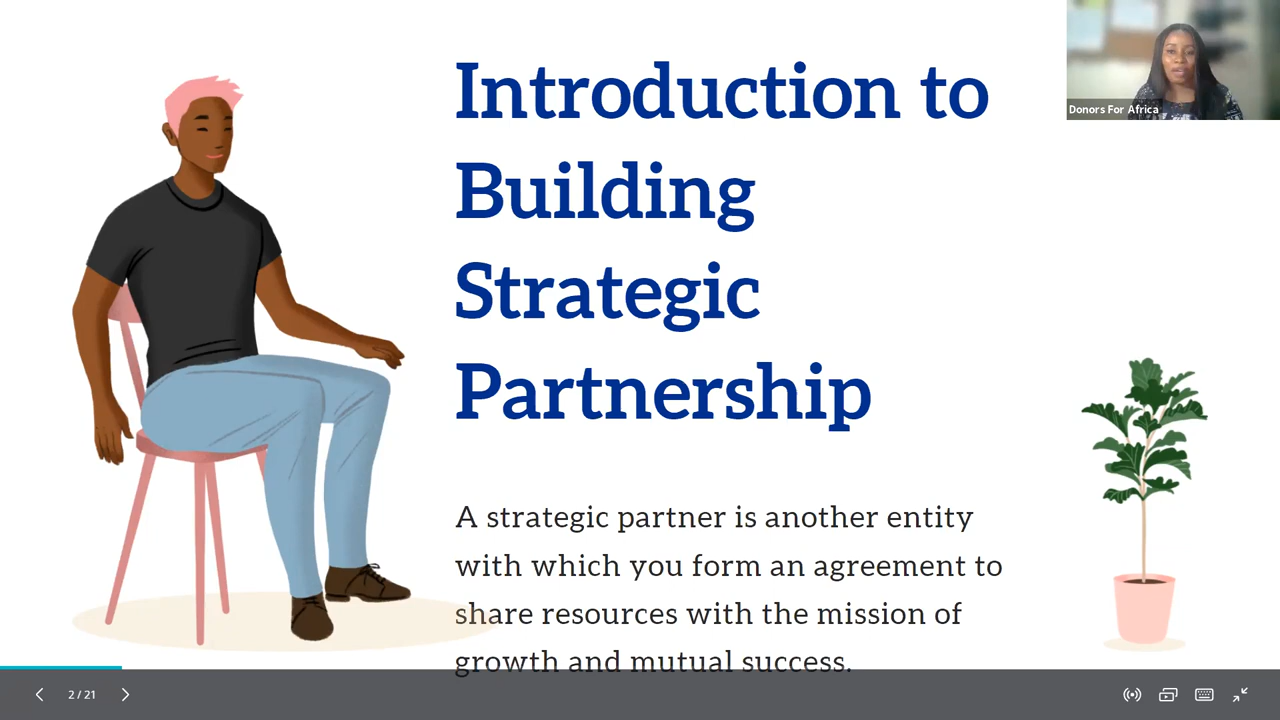 Introduction to
Building
Strategic
Partnership
Donors For Africa
A strategic partner is another entity
with which you form an agreement to
share resources with the mission of
growth and mutual success.
2 / 21